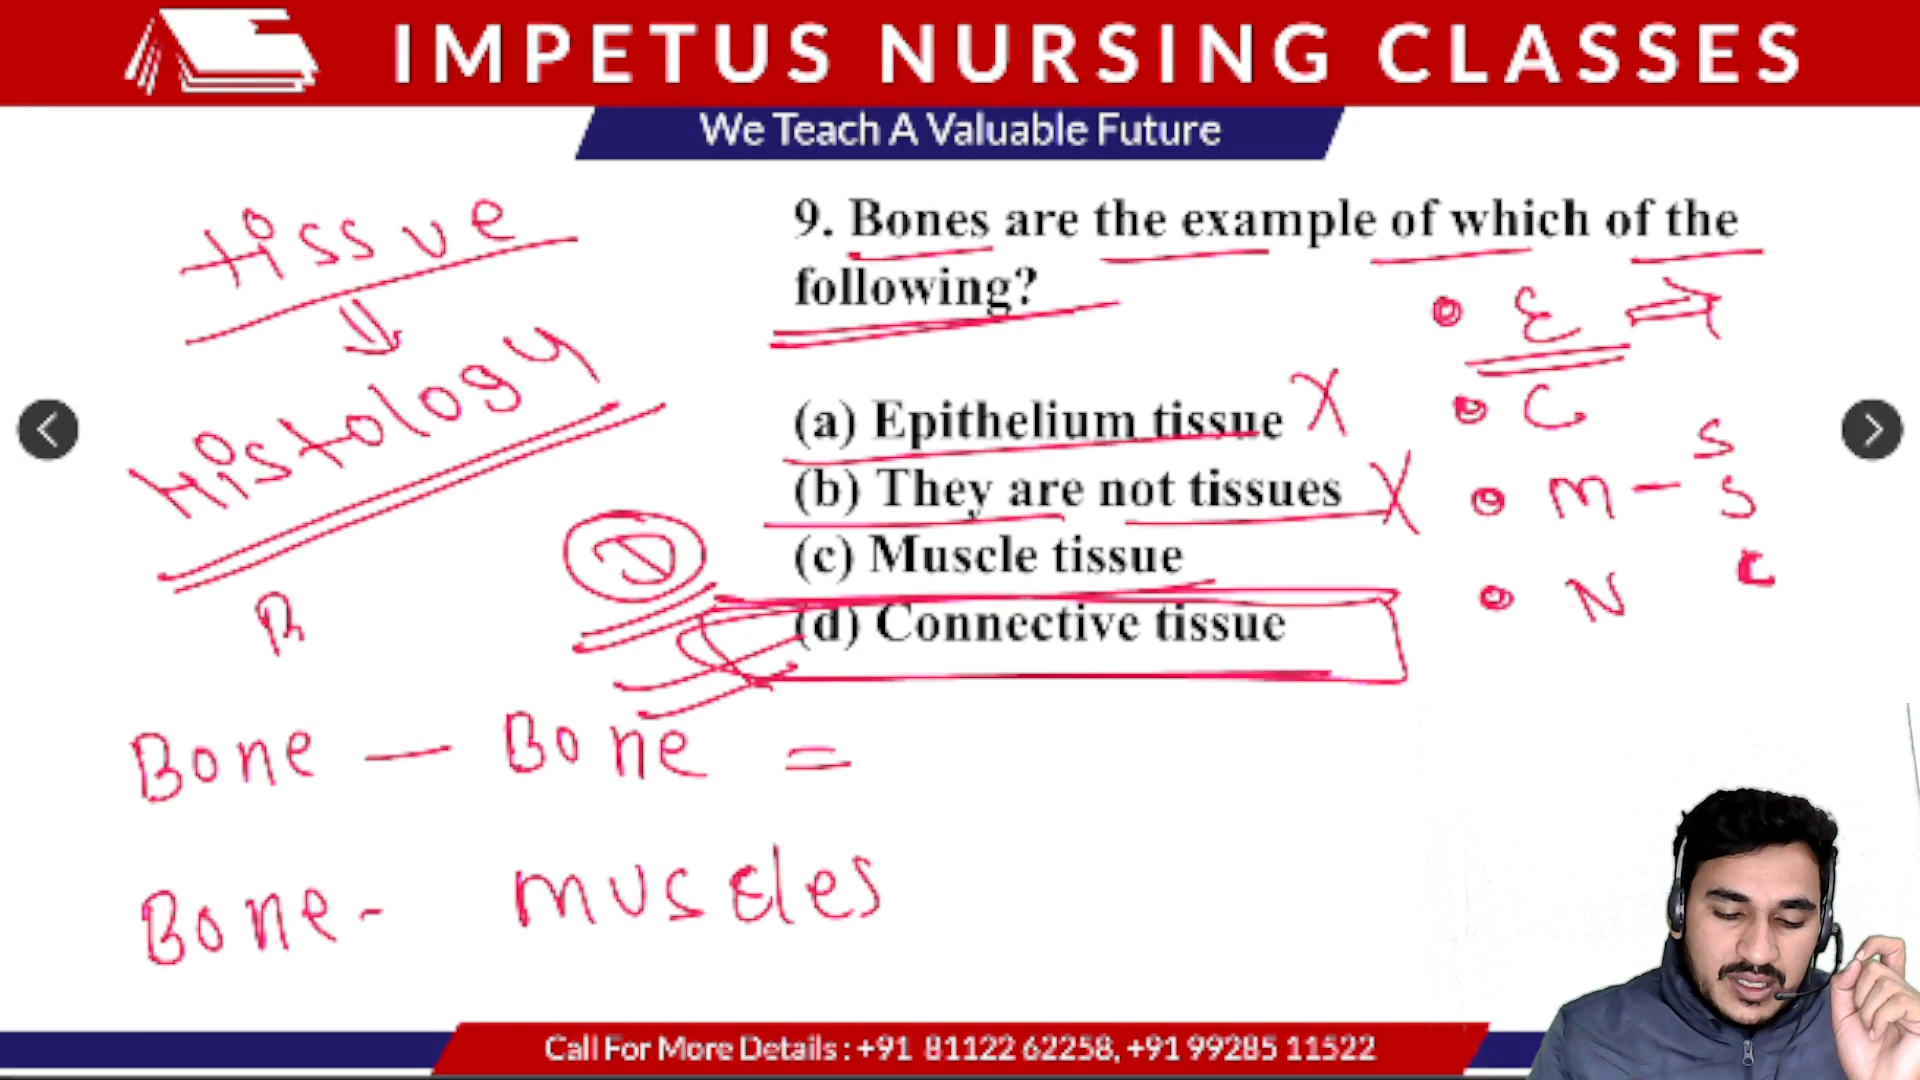 IMPETUS NURSING CLASSES
We Teach A Valuable Future
Tissue
Histology
9. Bones are the example of which of the
following?
(a) Epithelium tissue X
(b) They are not tissues X
(c) Muscle tissue
(d) Connective tissue
D
E
C
M - S
S
C
N
Bone - Bone =
Bone - muscles
Call For More Details : +91 81122 62258, +91 99285 11522